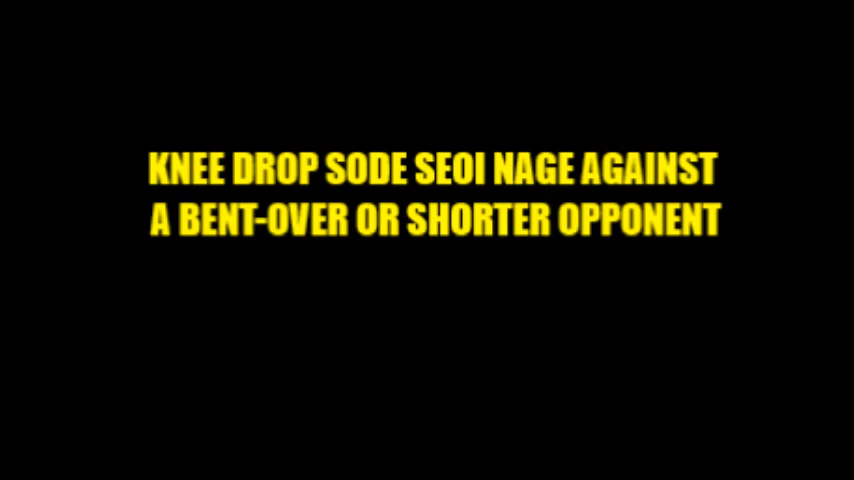 KNEE DROP SODE SEOI NAGE AGAINST
A BENT-OVER OR SHORTER OPPONENT